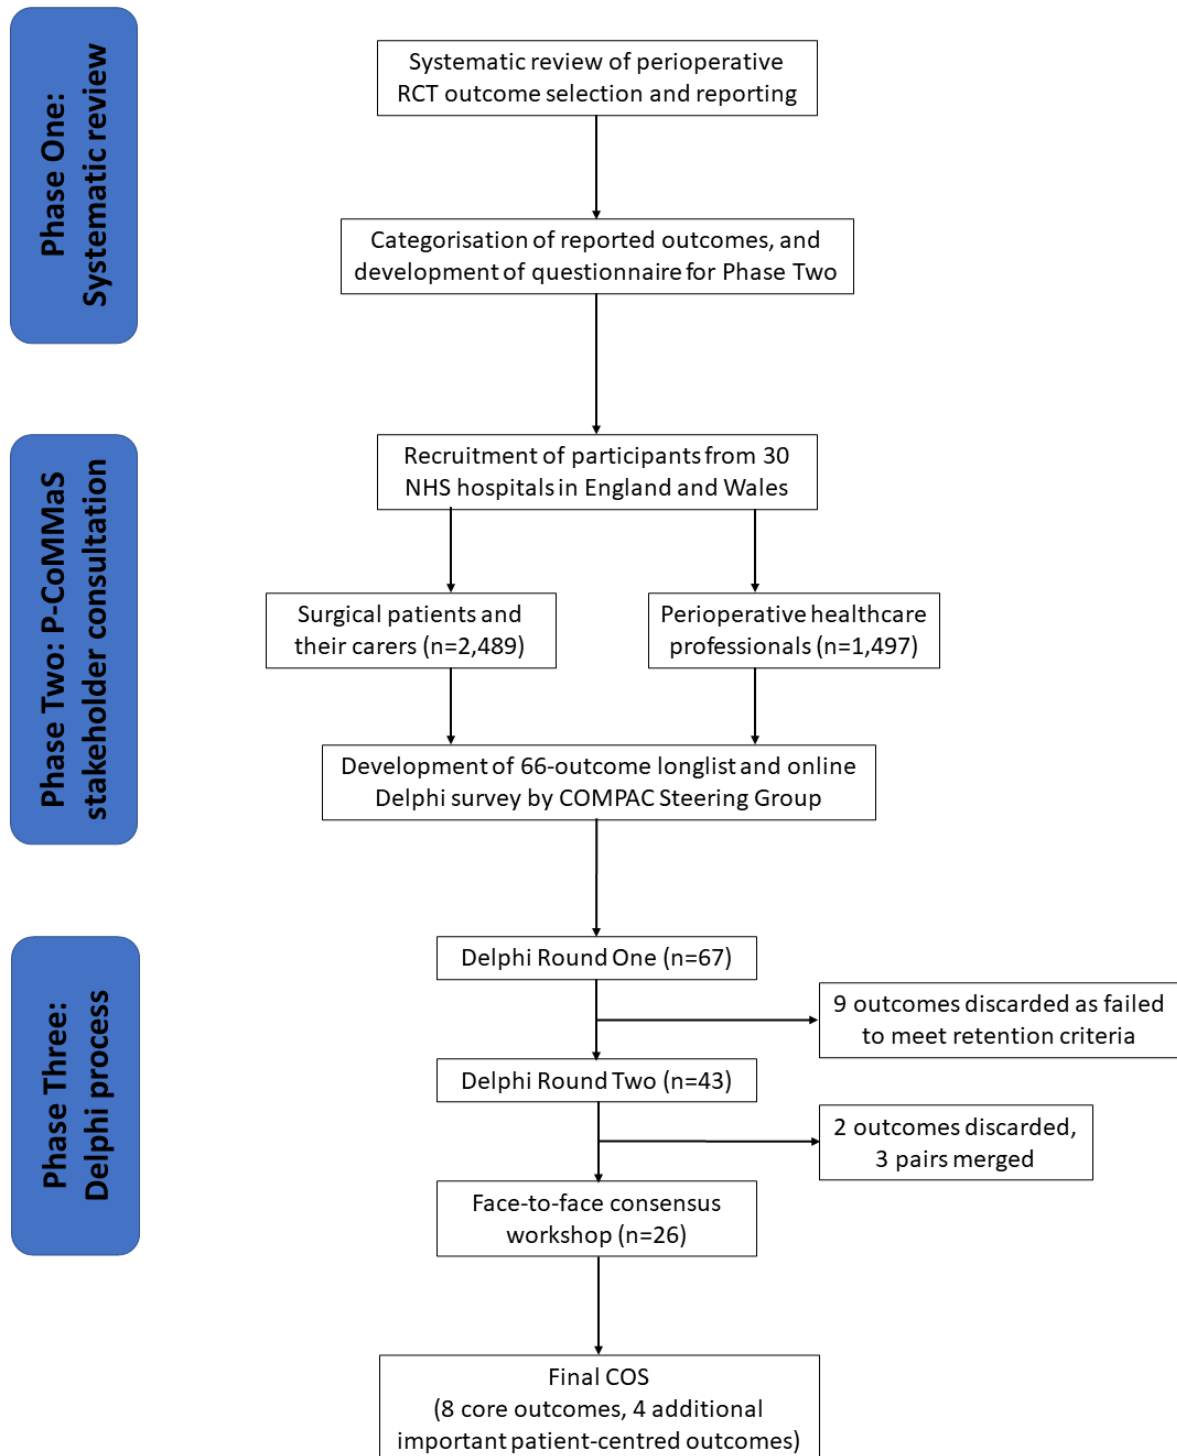 Phase One:
Systematic review
Systematic review of perioperative
RCT outcome selection and reporting
Categorisation of reported outcomes, and
development of questionnaire for Phase Two
Phase Two: P-CoMMaS
stakeholder consultation
Recruitment of participants from 30
NHS hospitals in England and Wales
Surgical patients and
their carers (n=2,489)
Perioperative healthcare
professionals (n=1,497)
Development of 66-outcome longlist and online
Delphi survey by COMPAC Steering Group
Phase Three:
Delphi process
Delphi Round One (n=67)
9 outcomes discarded as failed
to meet retention criteria
Delphi Round Two (n=43)
2 outcomes discarded,
3 pairs merged
Face-to-face consensus
workshop (n=26)
Final COS
(8 core outcomes, 4 additional
important patient-centred outcomes)